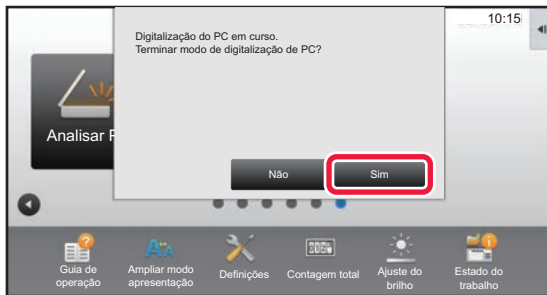 10:15
Digitalização do PC em curso.
Terminar modo de digitalização de PC?
Analisar
Não
Sim
Guia de
operação
Ampliar modo
apresentação
Definições
Contagem total
Ajuste do
brilho
Estado do
trabalho